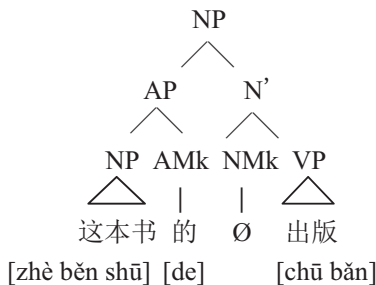 NP
AP N’
NP AMk NMk VP
这本书 的 Ø 出版
[zhè běn shū] [de] [chū bǎn]